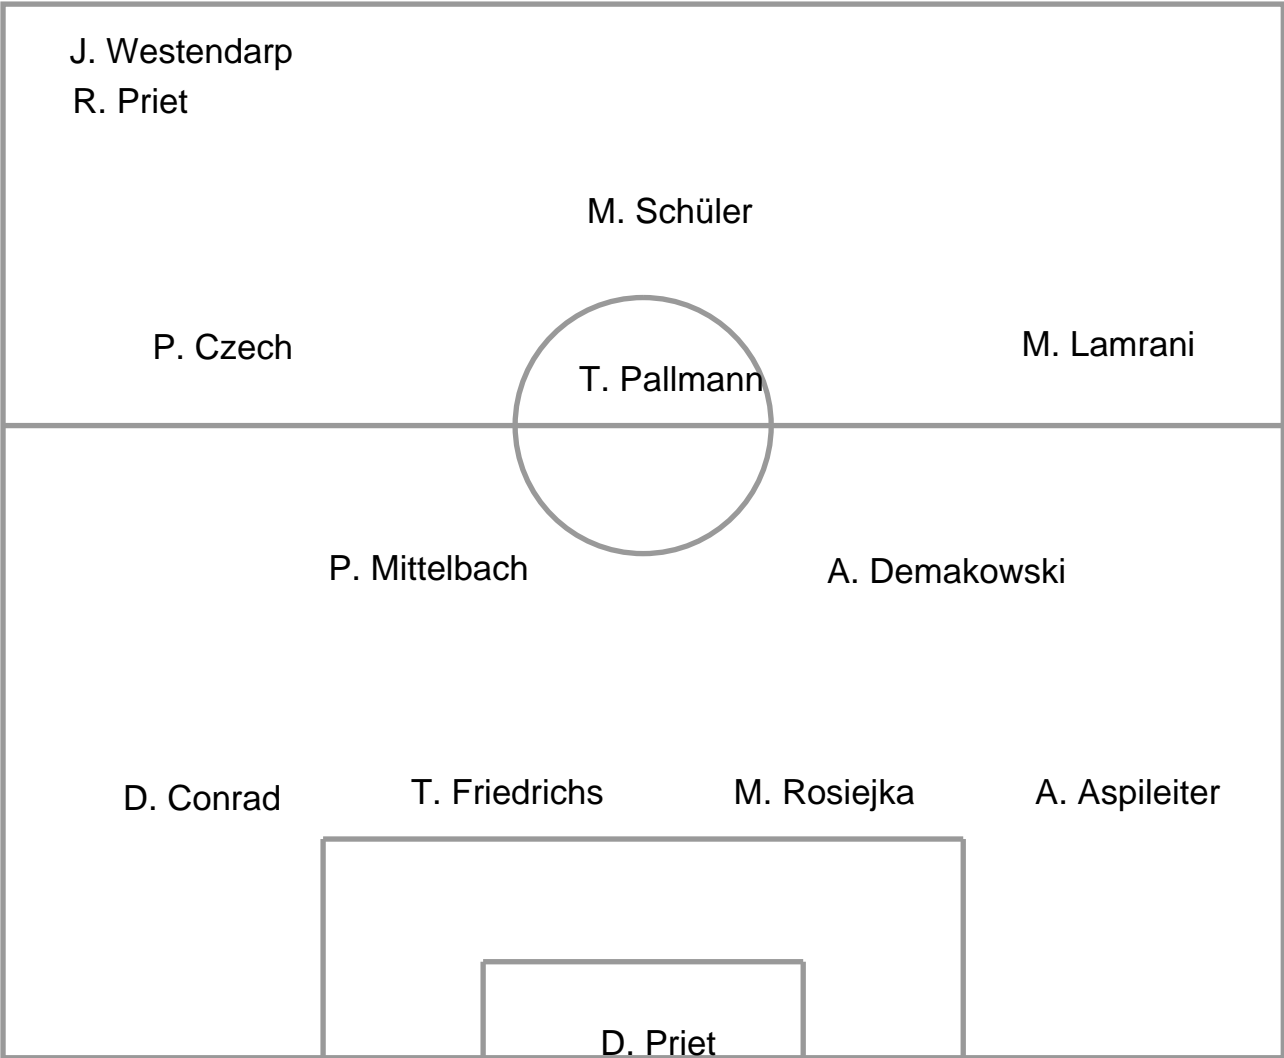 J. Westendarp
R. Priet
M. Schüler
P. Czech
M. Lamrani
T. Pallmann
P. Mittelbach
A. Demakowski
D. Conrad
T. Friedrichs
M. Rosiejka
A. Aspileiter
D. Priet